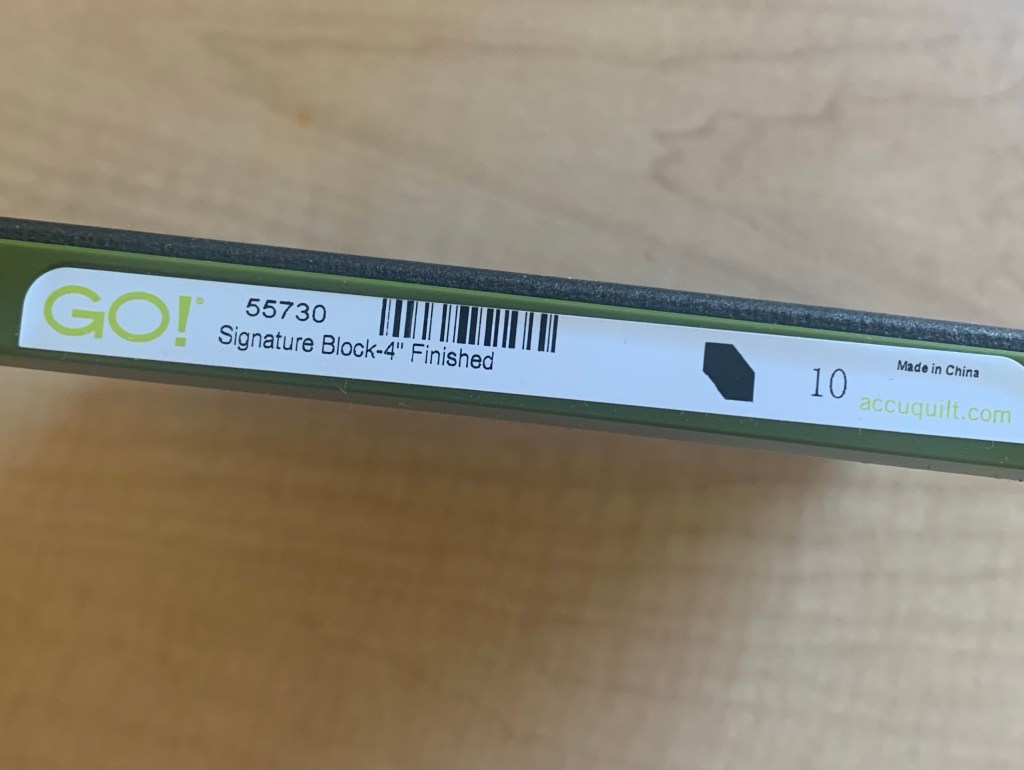 GO!
55730
Signature Block-4" Finished
10
Made in China
accuquilt.com